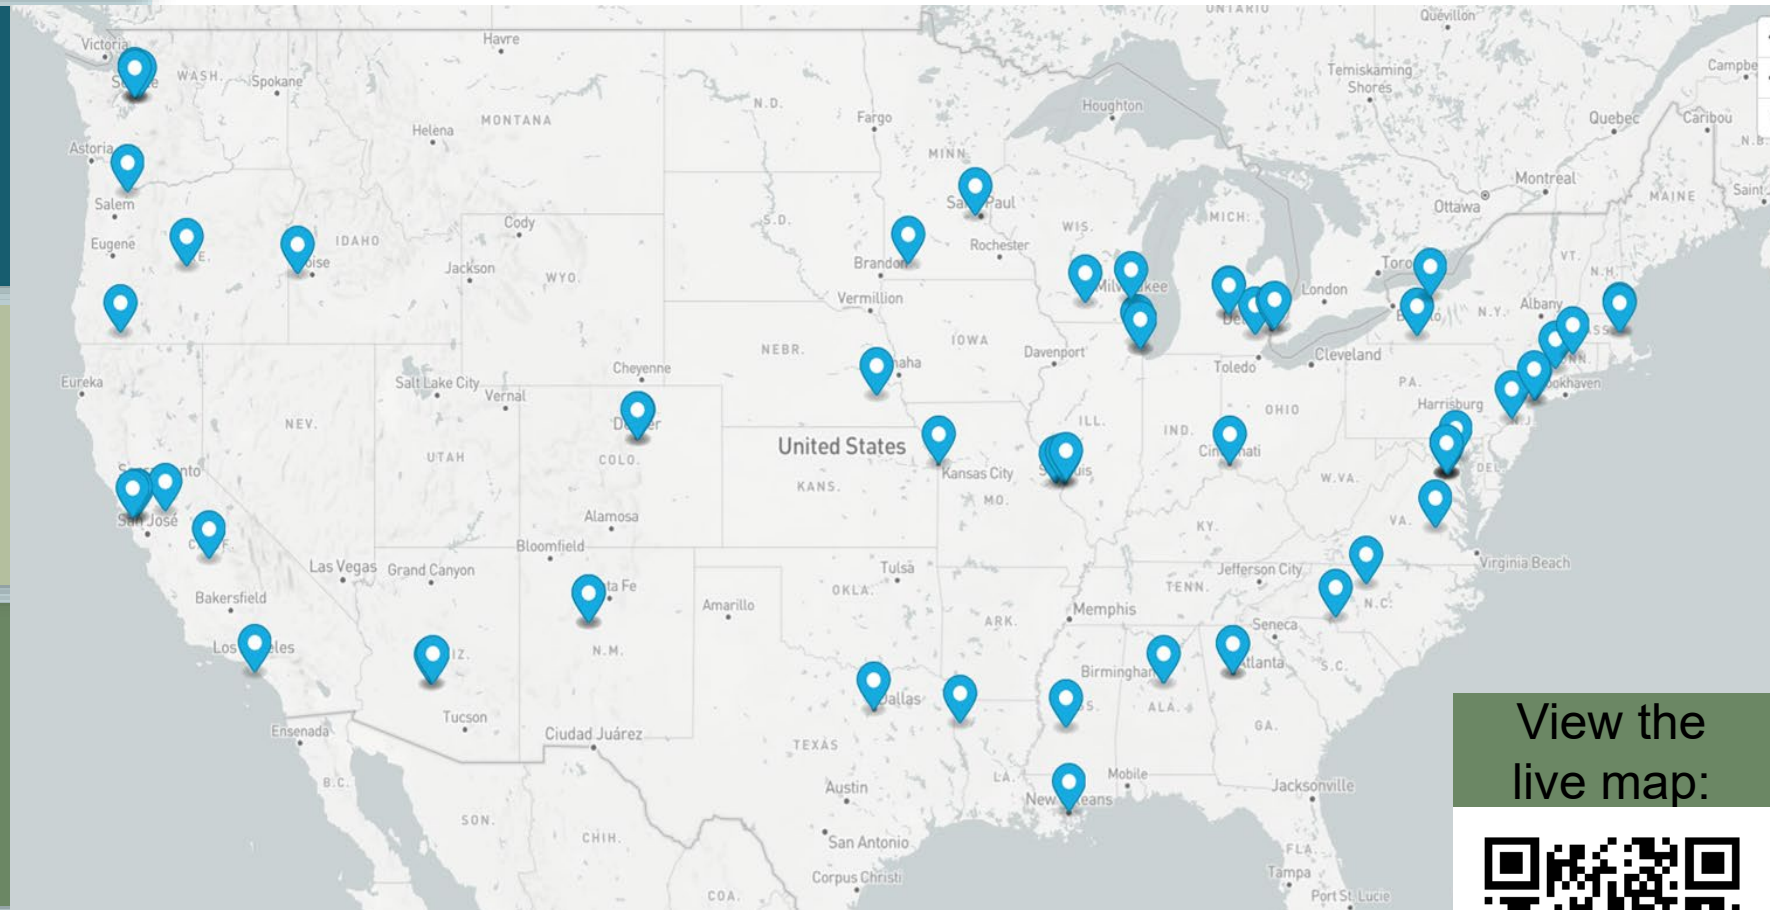 ONTARIO
Quévillon
Victoria
Havre
WASH.
Spokane
Temiskaming
Shores
Campbe
N.D.
Houghton
MONTANA
Fargo
Helena
Quebec
Caribou
Astoria
MINN.
N.B.
Montreal
Salem
Paul
Ottawa
MAINE
Saint
Cody
S.D.
MICH.
WIS.
Eugene
IDAHO
Rochester
VT.
Jackson
WYO.
Brandon
Toro
N.H.
London
Vermillion
Albany
N.Y.
IOWA
NEBR.
Davenport
Cleveland
Cheyenne
Toledo
Eureka
Salt Lake City
PA.
Vernal
Harrisburg
OHIO
NEV.
ILL.
IND.
N.J.
United States
UTAH
COLO.
Kansas City
DEL.
KANS.
W.VA.
MO.
San José
Alamosa
VA.
KY.
Bloomfield
Las Vegas
Grand Canyon
Tulsa
Jefferson City
Virginia Beach
Bakersfield
OKLA.
TENN.
Amarillo
Memphis
N.C.
ARK.
Seneca
N.M.
Atlanta
Birmingham
S.C.
Dallas
ALA.
Tucson
GA.
View the
live map:
Ensenada
Ciudad Juárez
TEXAS
LA.
Mobile
B.C.
Austin
Jacksonville
SON.
CHIH.
San Antonio
FLA.
Tampa
Corpus Christi
COA.
Port St. Lucie